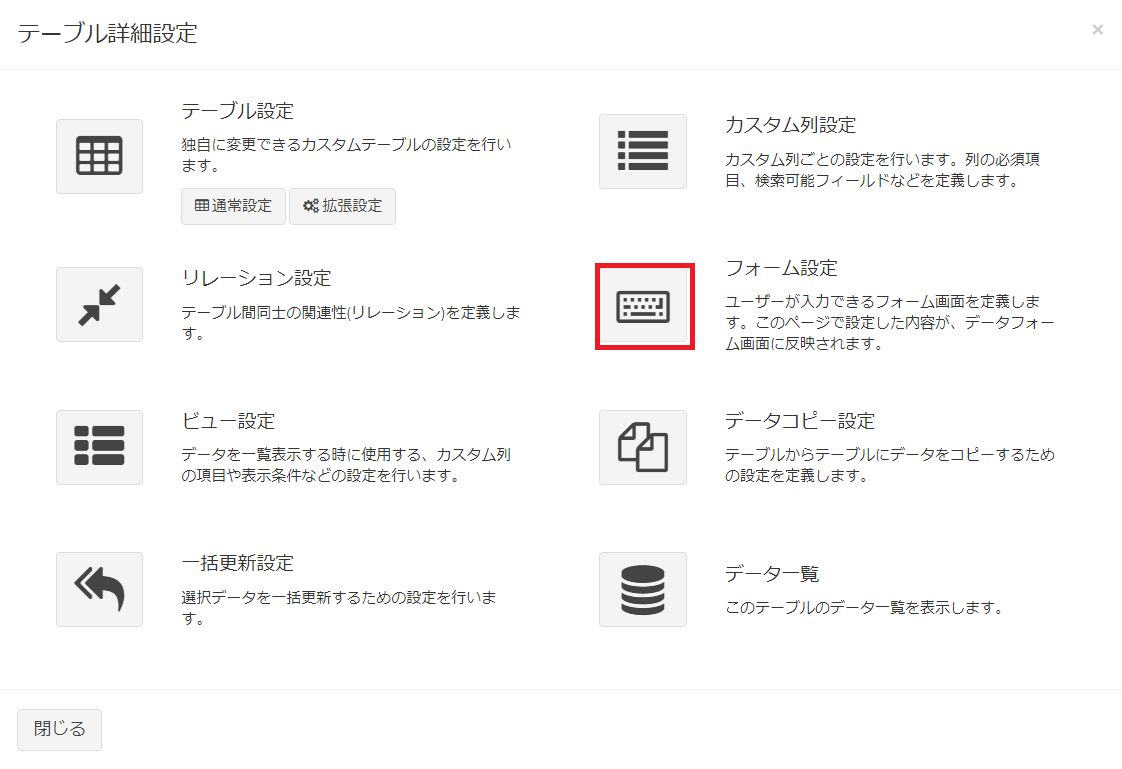 テーブル詳細設定
×
テーブル設定
独自に変更できるカスタムテーブルの設定を行い
ます。
通常設定
拡張設定
カスタム列設定
カスタム列ごとの設定を行います。列の必須項
目、検索可能フィールドなどを定義します。
リレーション設定
テーブル間同士の関連性(リレーション)を定義しま
す。
フォーム設定
ユーザーが入力できるフォーム画面を定義しま
す。このページで設定した内容が、データフォー
ム画面に反映されます。
ビュー設定
データを一覧表示する時に使用する、カスタム列
の項目や表示条件などの設定を行います。
データコピー設定
テーブルからテーブルにデータをコピーするため
の設定を定義します。
一括更新設定
選択データを一括更新するための設定を行いま
す。
データ一覧
このテーブルのデータ一覧を表示します。
閉じる